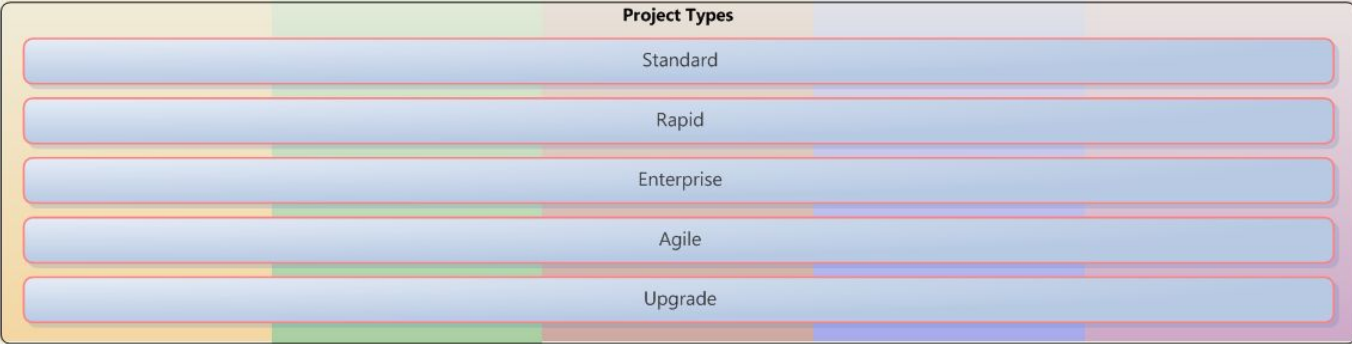 Project Types
Standard
Rapid
Enterprise
Agile
Upgrade